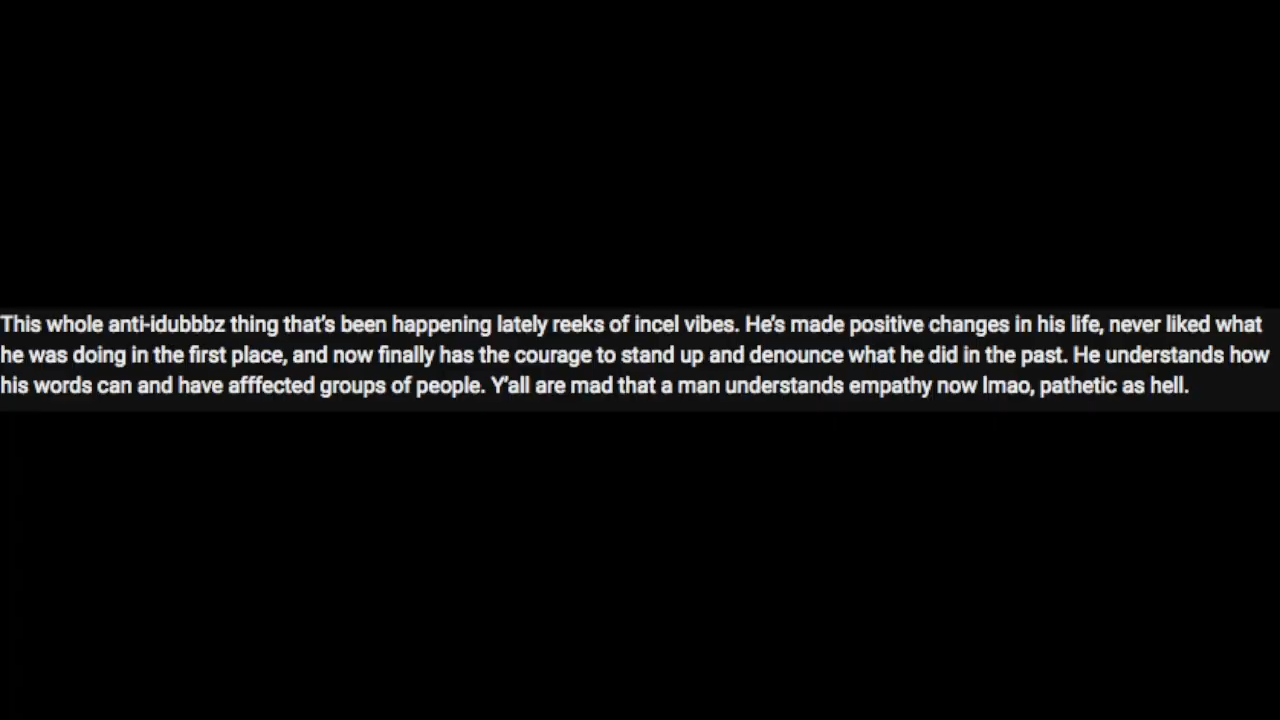 This whole anti-idubbbz thing that's been happening lately reeks of incel vibes. He's made positive changes in his life, never liked what
he was doing in the first place, and now finally has the courage to stand up and denounce what he did in the past. He understands how
his words can and have afffected groups of people. Y'all are mad that a man understands empathy now lmao, pathetic as hell.